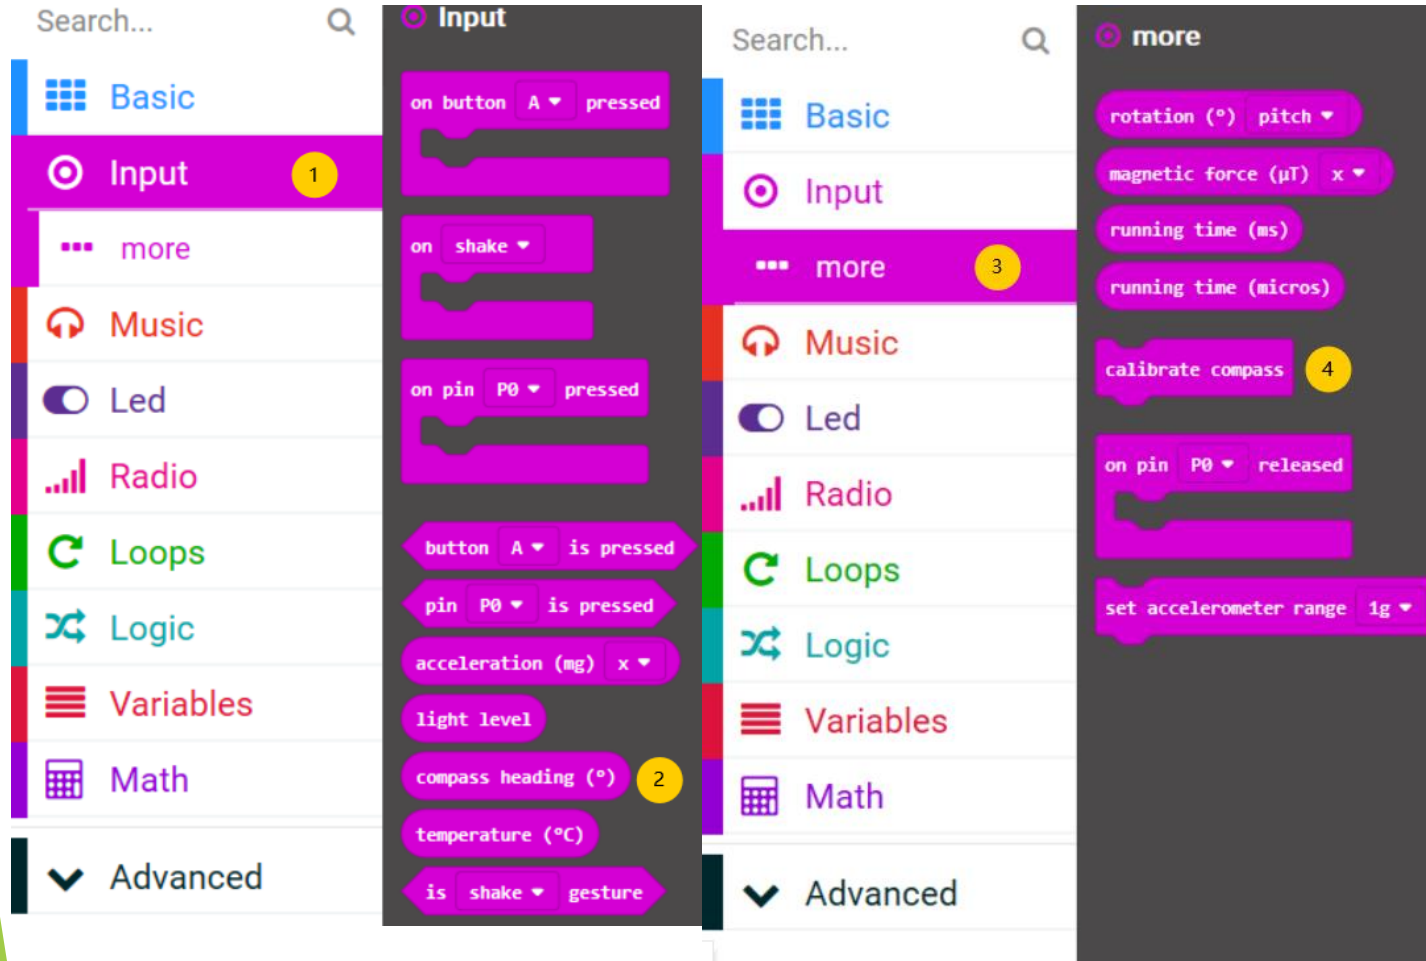 Search...
Basic
Input
1
more
Music
Led
Radio
Loops
Logic
Variables
Math
Advanced
Input
on button A pressed
on shake
on pin P0 pressed
button A is pressed
pin P0 is pressed
acceleration (mg) x
light level
compass heading (°)
2
temperature (°C)
is shake gesture
Search...
Basic
Input
more
3
Music
Led
Radio
Loops
Logic
Variables
Math
Advanced
more
rotation (°) pitch
magnetic force (µT) x
running time (ms)
running time (micros)
calibrate compass
4
on pin P0 released
set accelerometer range 1g